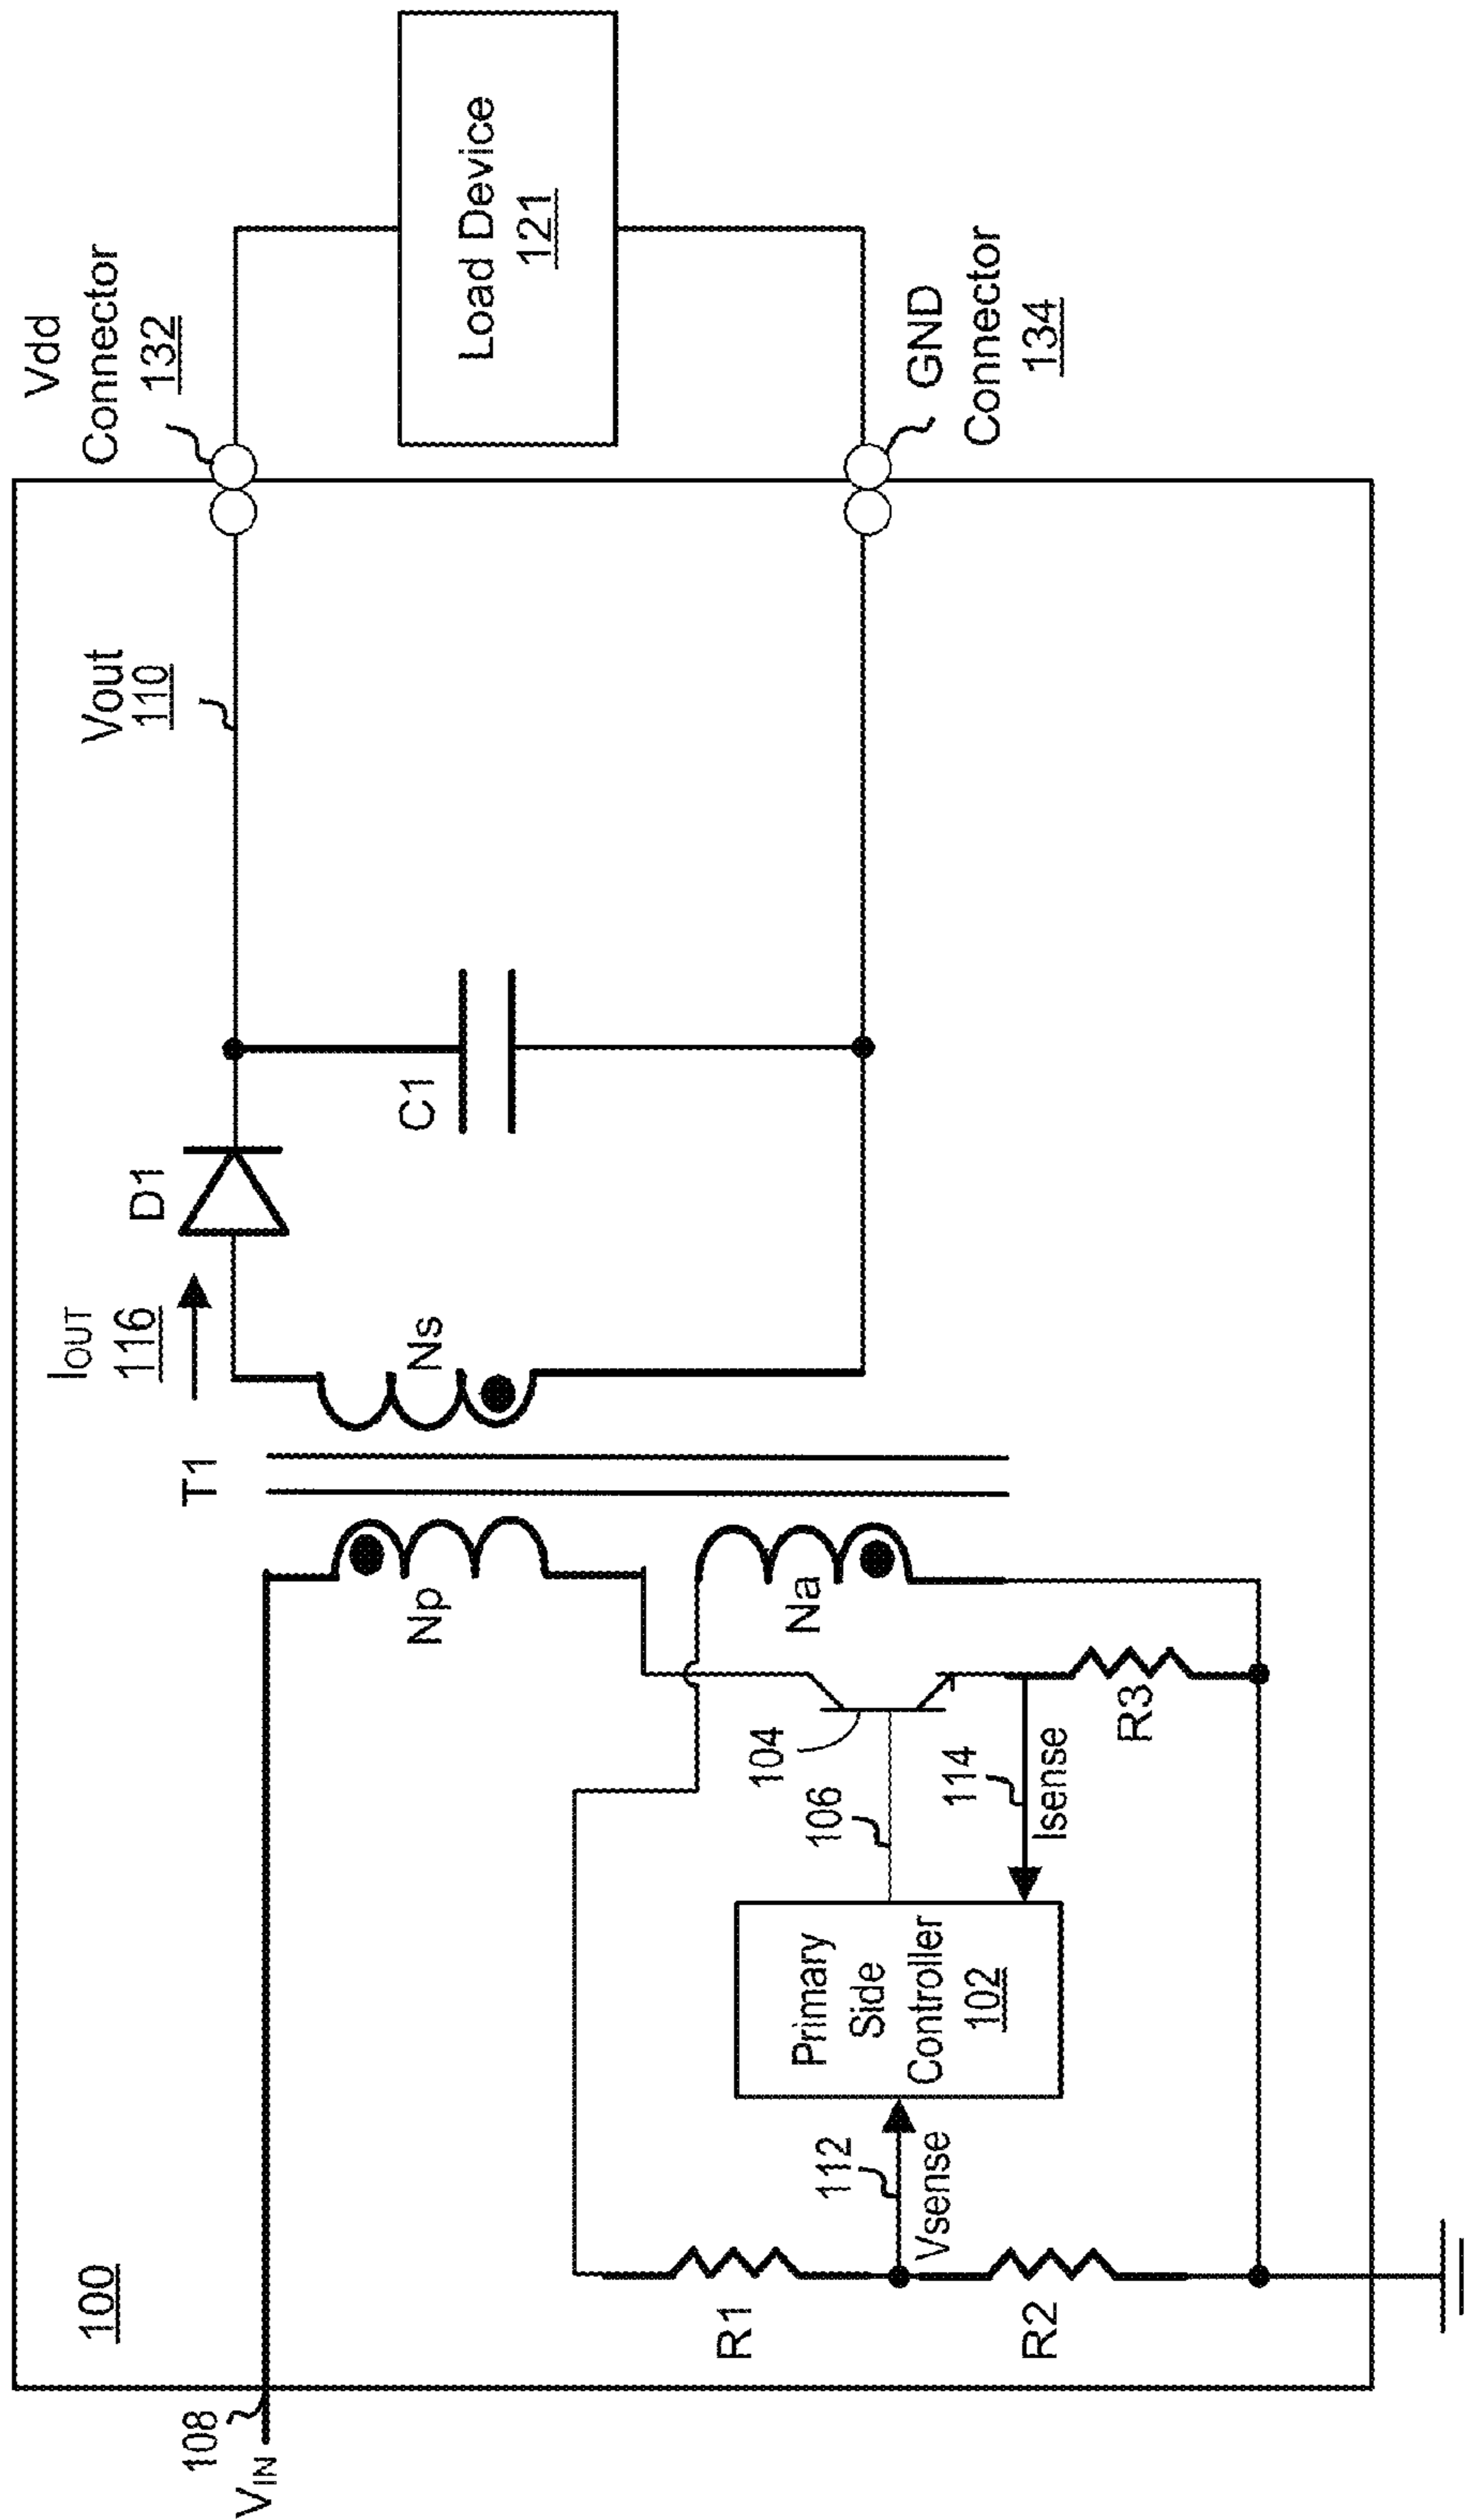 100
108
VIN
T1
IOUT
116
D1
Vout
110
Vdd
Connector
132
Np
Ns
C1
Load Device
121
Na
R1
112
Vsense
R2
Primary
Side
Controller
102
106
104
114
Isense
R3
GND
Connector
134